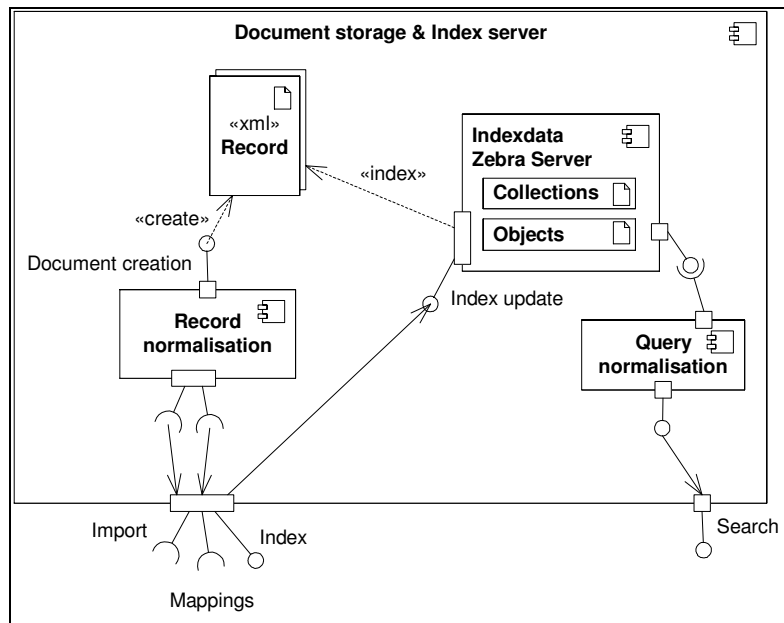 Document storage & Index server
«xml»
Record
Indexdata
Zebra Server
Collections
Objects
«index»
«create»
Document creation
Index update
Record
normalisation
Query
normalisation
Import
Index
Mappings
Search